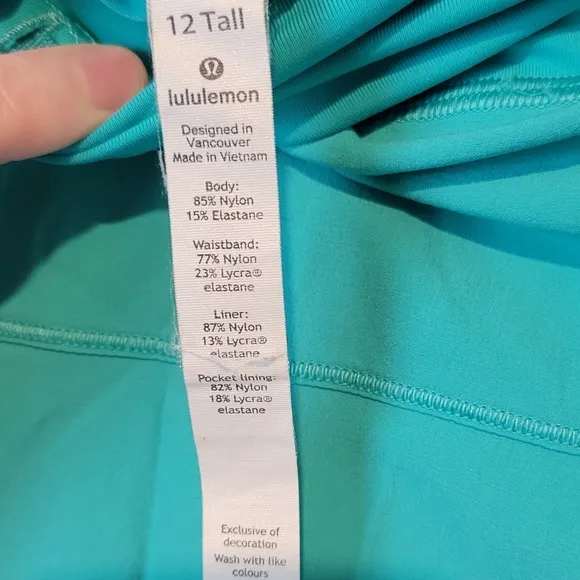 12 Tall
lululemon
Designed in
Vancouver
Made in Vietnam
Body:
85% Nylon
15% Elastane
Waistband:
77% Nylon
23% Lycra®
elastane
Liner:
87% Nylon
13% Lycra®
elastane
Pocket lining:
82% Nylon
18% Lycra®
elastane
Exclusive of
decoration
Wash with like
colours